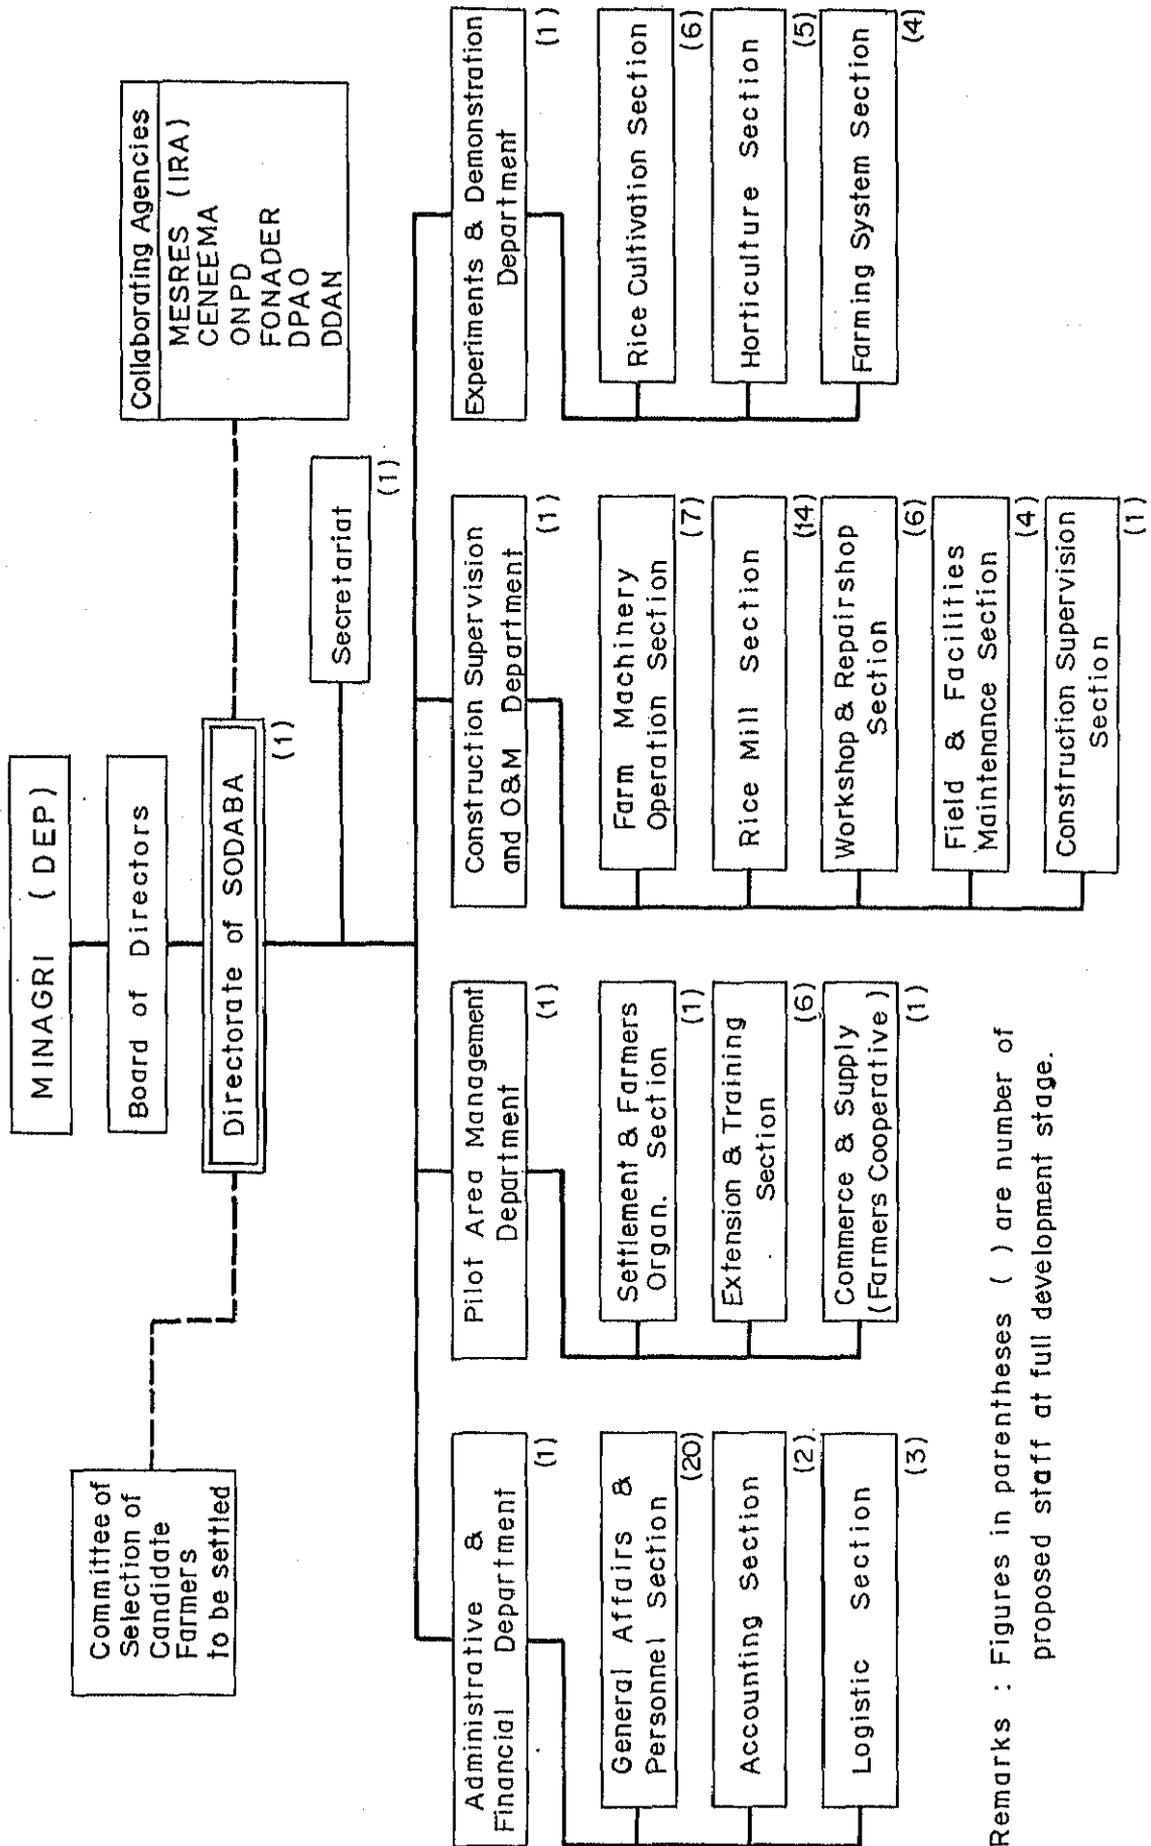 MINAGRI ( DEP)
Board of Directors
Directorate of SODABA
(1)
Committee of
Selection of
Candidate
Farmers
to be settled
Collaborating Agencies
MESRES (IRA)
CENEEMA
ONPD
FONADER
DPAO
DDAN
Secretariat
(1)
Administrative &
Financial Department
(1)
General Affairs &
Personnel Section
(20)
Accounting Section
(2)
Logistic Section
(3)
Pilot Area Management
Department
(1)
Settlement & Farmers
Organ. Section
(1)
Extension & Training
Section
(6)
Commerce & Supply
(Farmers Cooperative)
(1)
Construction Supervision
and O&M Department
(1)
Farm Machinery
Operation Section
(7)
Rice Mill Section
(14)
Workshop & Repairshop
Section
(6)
Field & Facilities
Maintenance Section
(4)
Construction Supervision
Section
(1)
Experiments & Demonstration
Department
(1)
Rice Cultivation Section
(6)
Horticulture Section
(5)
Farming System Section
(4)
Remarks : Figures in parentheses ( ) are number of
proposed staff at full development stage.